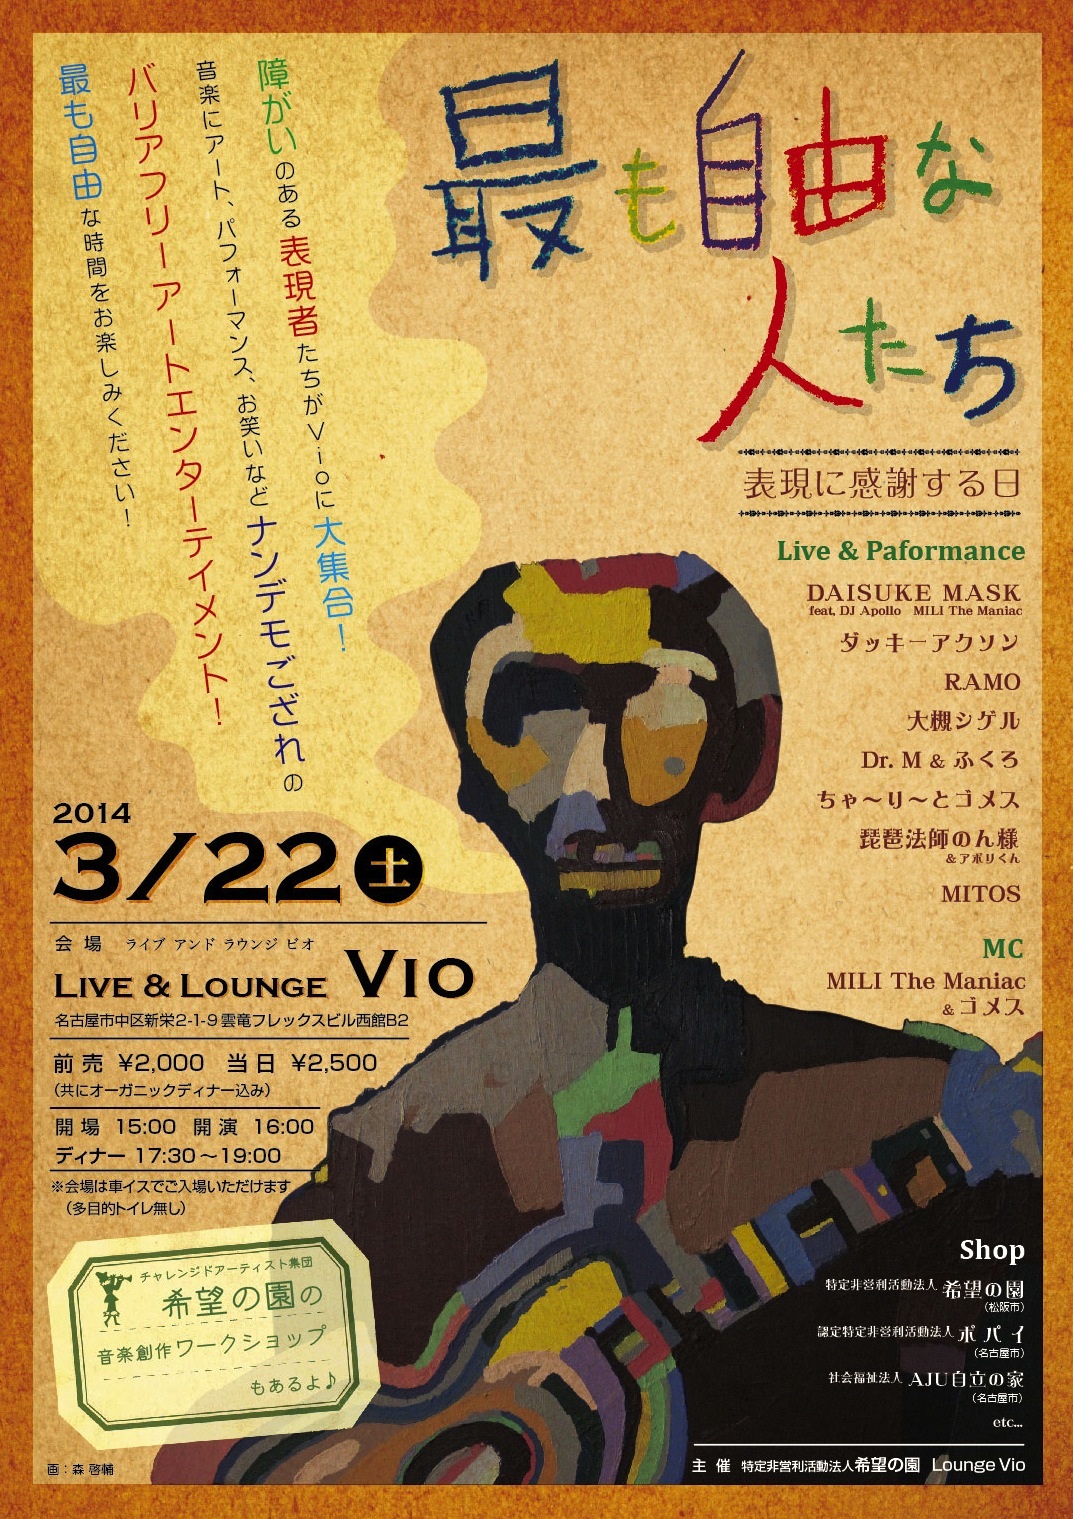 最も自由な
人たち
表現に感謝する日
障がいのある表現者たちがVioに大集合！
音楽にアート、パフォーマンス、お笑いなどナンデモござれの
バリアフリーアートエンターティメント！
最も自由な時間をお楽しみください！
Live & Paformance
DAISUKE MASK
feat, DJ Apollo MILI The Maniac
ダッキーアクソン
RAMO
大槻シゲル
Dr. M & ふくろ
ちゃ〜り〜とゴメス
琵琶法師のん様
&アポリくん
MITOS
MC
MILI The Maniac
&ゴメス
2014
3/22 土
会場 ライブ アンド ラウンジ ビオ
LIVE & LOUNGE VIO
名古屋市中区新栄2-1-9 雲竜フレックスビル西館B2
前売 ¥2,000 当日 ¥2,500
（共にオーガニックディナー込み）
開場 15:00 開演 16:00
ディナー 17:30〜19:00
※会場は車イスでご入場いただけます
（多目的トイレ無し）
チャレンジドアーティスト集団
希望の園の
音楽創作ワークショップ
もあるよ♪
画：森 啓輔
Shop
特定非営利活動法人 希望の園
（松阪市）
認定特定非営利活動法人 ポパイ
（名古屋市）
社会福祉法人 AJU自立の家
（名古屋市）
etc...
主催 特定非営利活動法人希望の園 Lounge Vio